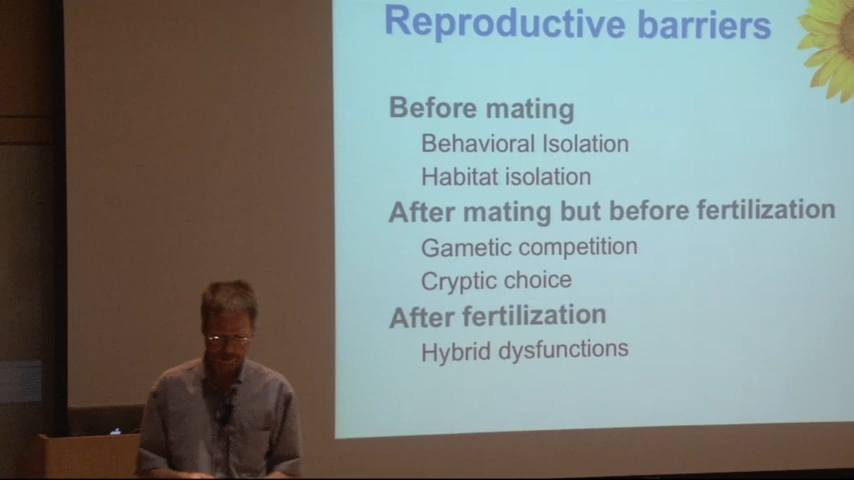 Reproductive barriers
Before mating
Behavioral Isolation
Habitat isolation
After mating but before fertilization
Gametic competition
Cryptic choice
After fertilization
Hybrid dysfunctions